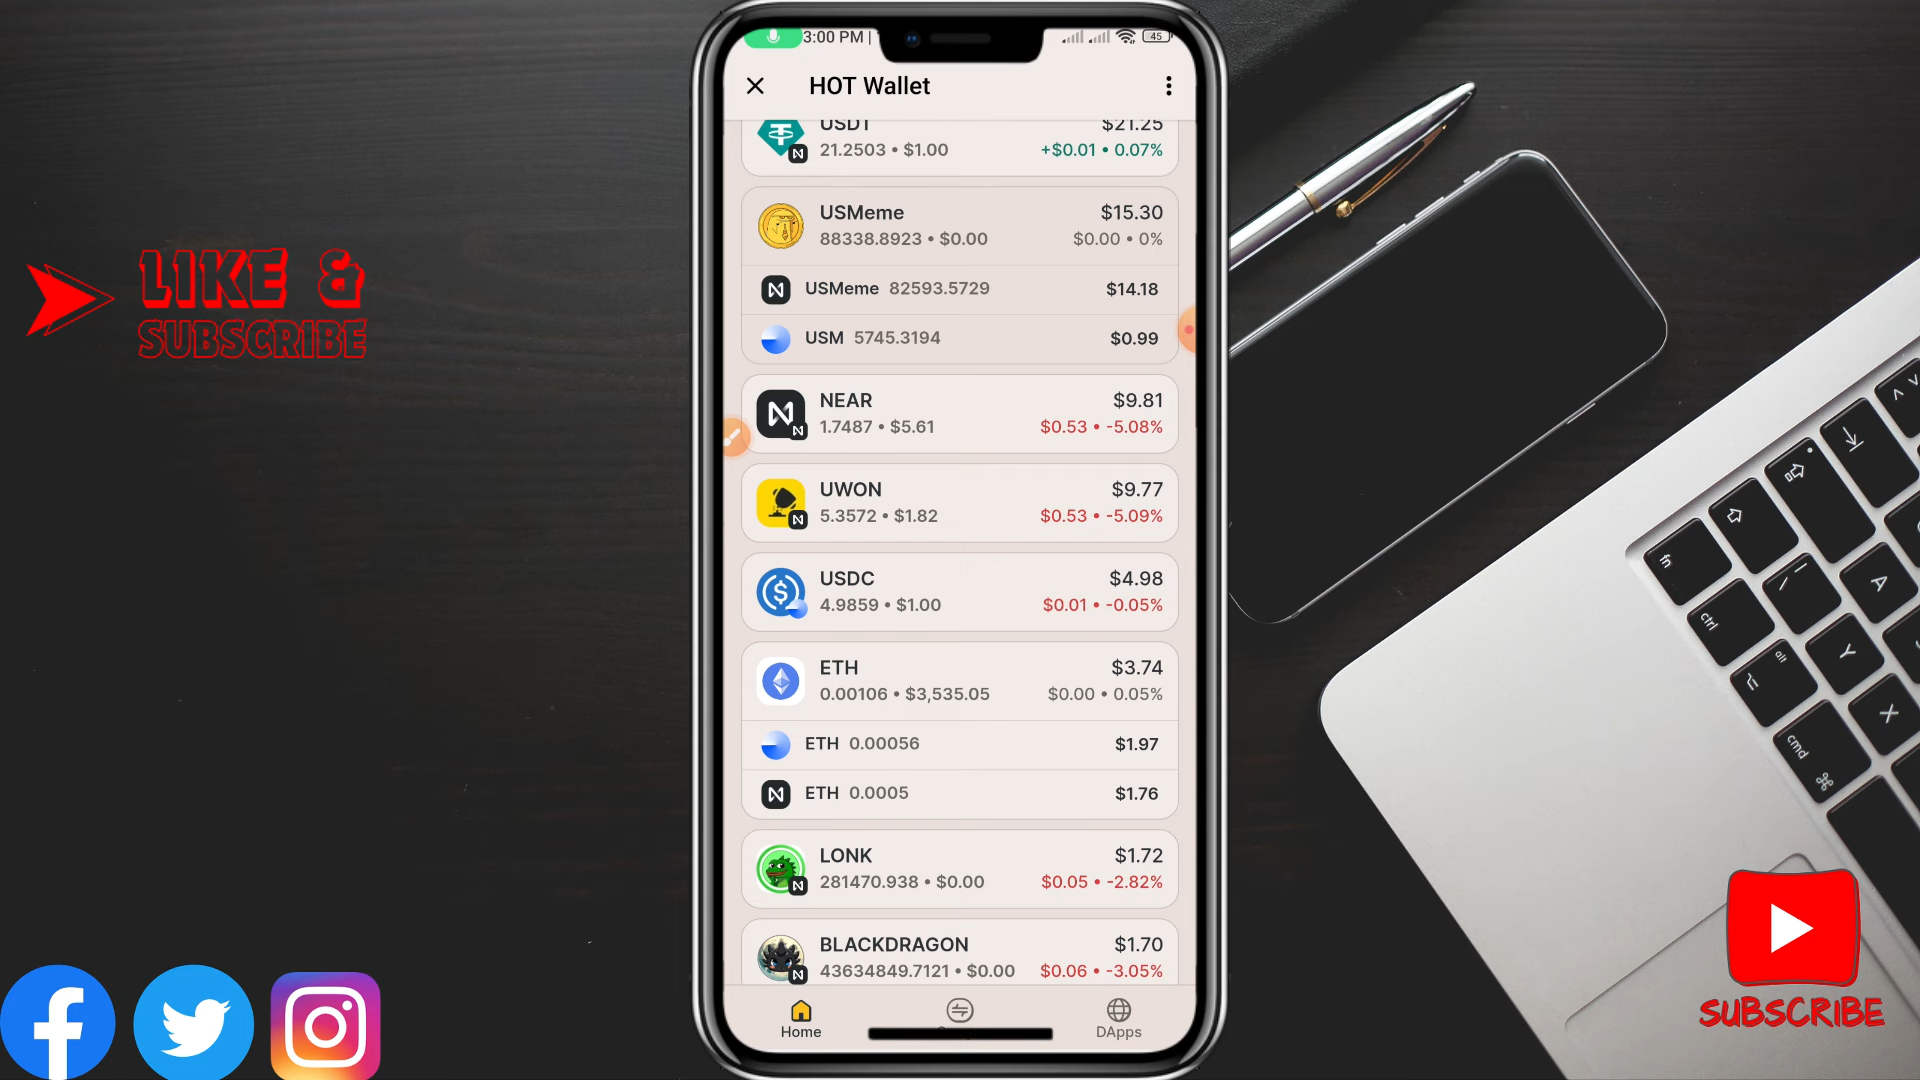 3:00 PM |
45
HOT Wallet
USDT
$21.25
21.2503 • $1.00
+$0.01 • 0.07%
USMeme
$15.30
88338.8923 • $0.00
$0.00 • 0%
USMeme 82593.5729
$14.18
USM 5745.3194
$0.99
LIKE &
SUBSCRIBE
NEAR
$9.81
1.7487 • $5.61
$0.53 • -5.08%
UWON
$9.77
5.3572 • $1.82
$0.53 • -5.09%
USDC
$4.98
4.9859 • $1.00
$0.01 • -0.05%
ETH
$3.74
0.00106 • $3,535.05
$0.00 • 0.05%
ETH 0.00056
$1.97
ETH 0.0005
$1.76
LONK
$1.72
281470.938 • $0.00
$0.05 • -2.82%
BLACKDRAGON
$1.70
43634849.7121 • $0.00
$0.06 • -3.05%
Home
DApps
SUBSCRIBE
fn
ctrl
alt
cmd
A
Y
X